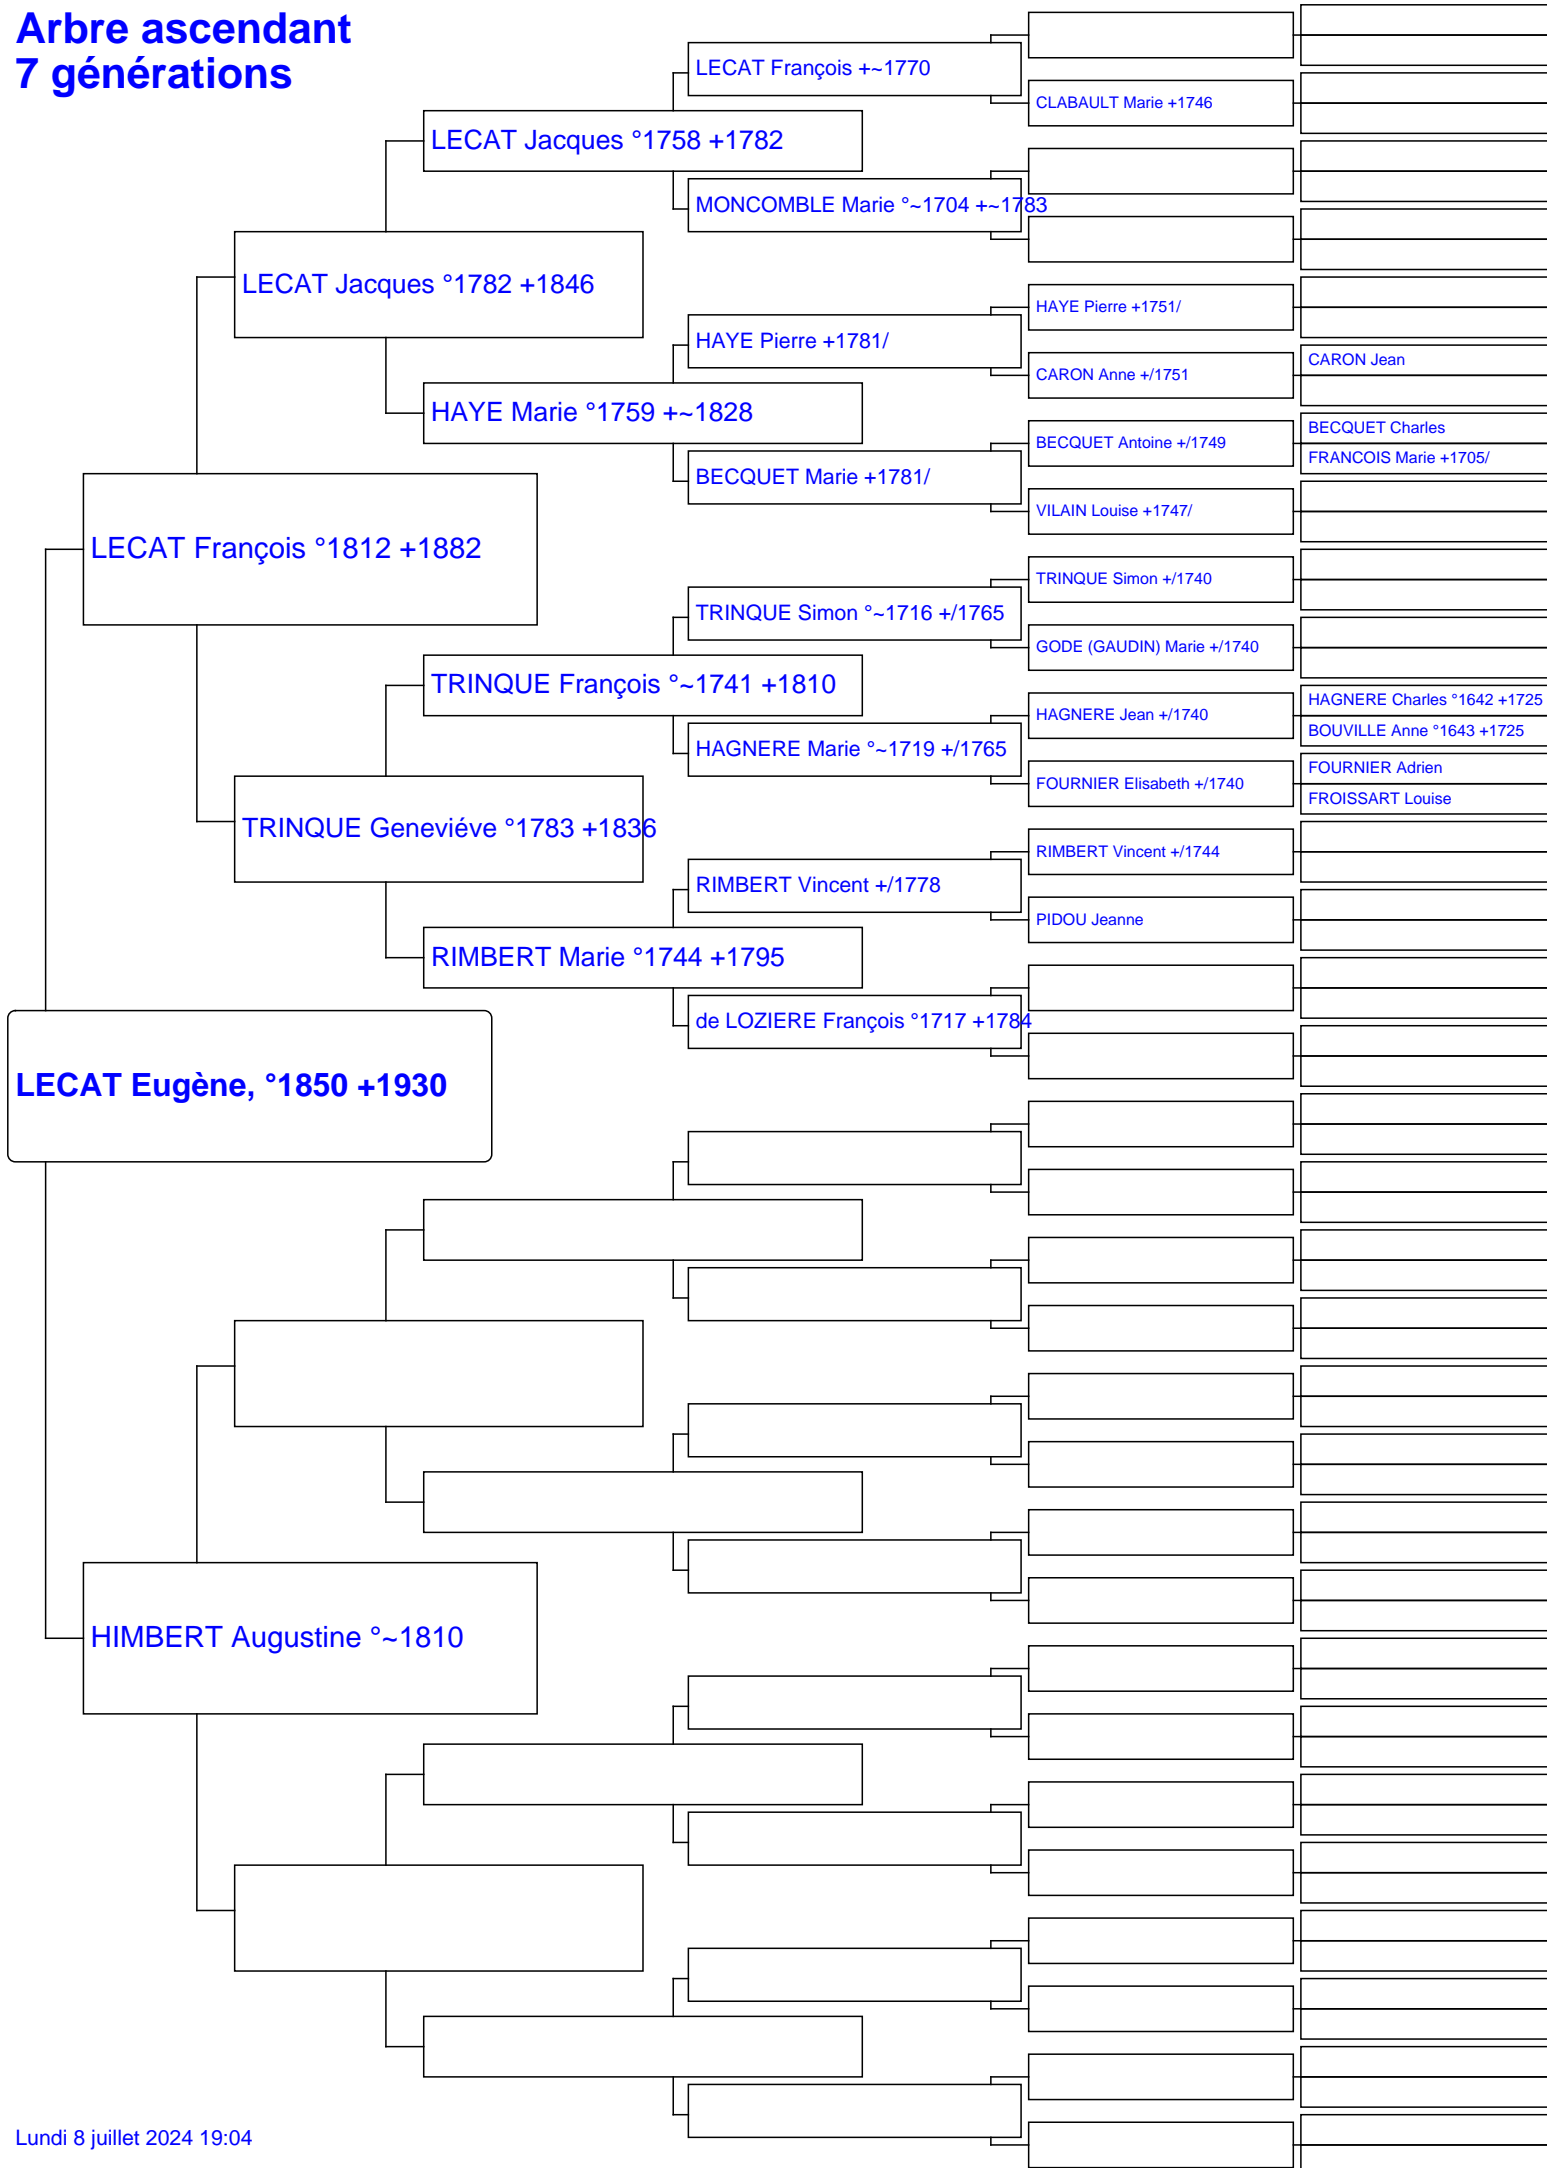 Arbre ascendant
7 générations
LECAT François +~1770
CLABAULT Marie +1746
LECAT Jacques °1758 +1782
MONCOMBLE Marie °~1704 +~1783
LECAT Jacques °1782 +1846
HAYE Pierre +1751/
HAYE Pierre +1781/
CARON Jean
CARON Anne +/1751
HAYE Marie °1759 +~1828
BECQUET Charles
BECQUET Antoine +/1749
FRANCOIS Marie +1705/
BECQUET Marie +1781/
VILAIN Louise +1747/
LECAT François °1812 +1882
TRINQUE Simon +/1740
TRINQUE Simon °~1716 +/1765
GODE (GAUDIN) Marie +/1740
TRINQUE François °~1741 +1810
HAGNERE Charles °1642 +1725
HAGNERE Jean +/1740
BOUVILLE Anne °1643 +1725
HAGNERE Marie °~1719 +/1765
FOURNIER Adrien
FOURNIER Elisabeth +/1740
FROISSART Louise
TRINQUE Geneviéve °1783 +1836
RIMBERT Vincent +/1744
RIMBERT Vincent +/1778
PIDOU Jeanne
RIMBERT Marie °1744 +1795
de LOZIERE François °1717 +1784
LECAT Eugène, °1850 +1930
HIMBERT Augustine °~1810
Lundi 8 juillet 2024 19:04